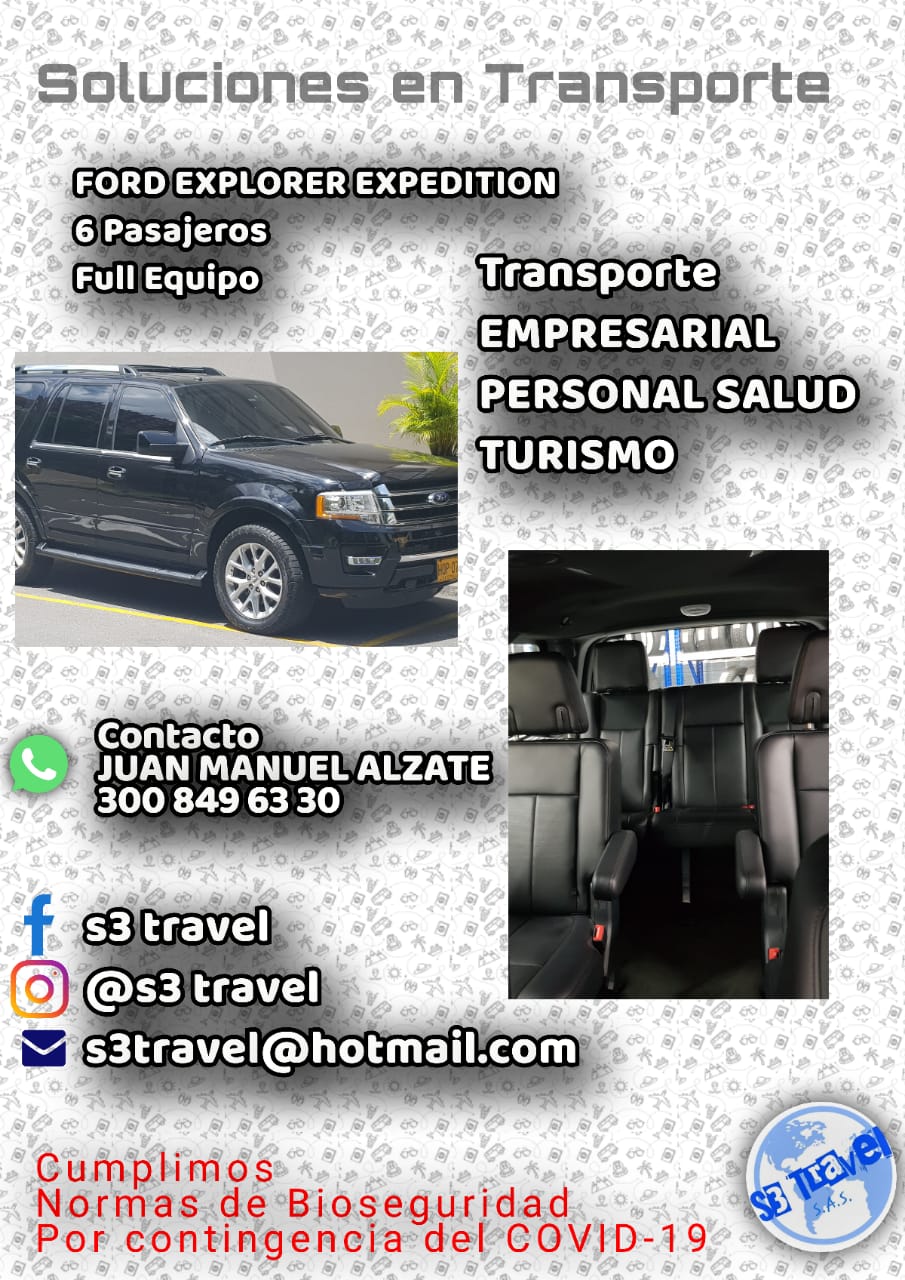 Soluciones en Transporte
FORD EXPLORER EXPEDITION
6 Pasajeros
Full Equipo
Transporte
EMPRESARIAL
PERSONAL SALUD
TURISMO
Contacto
JUAN MANUEL ALZATE
300 849 63 30
s3 travel
@s3 travel
s3travel@hotmail.com
Cumplimos
Normas de Bioseguridad
Por contingencia del COVID-19
S3 Travel
S.A.S.